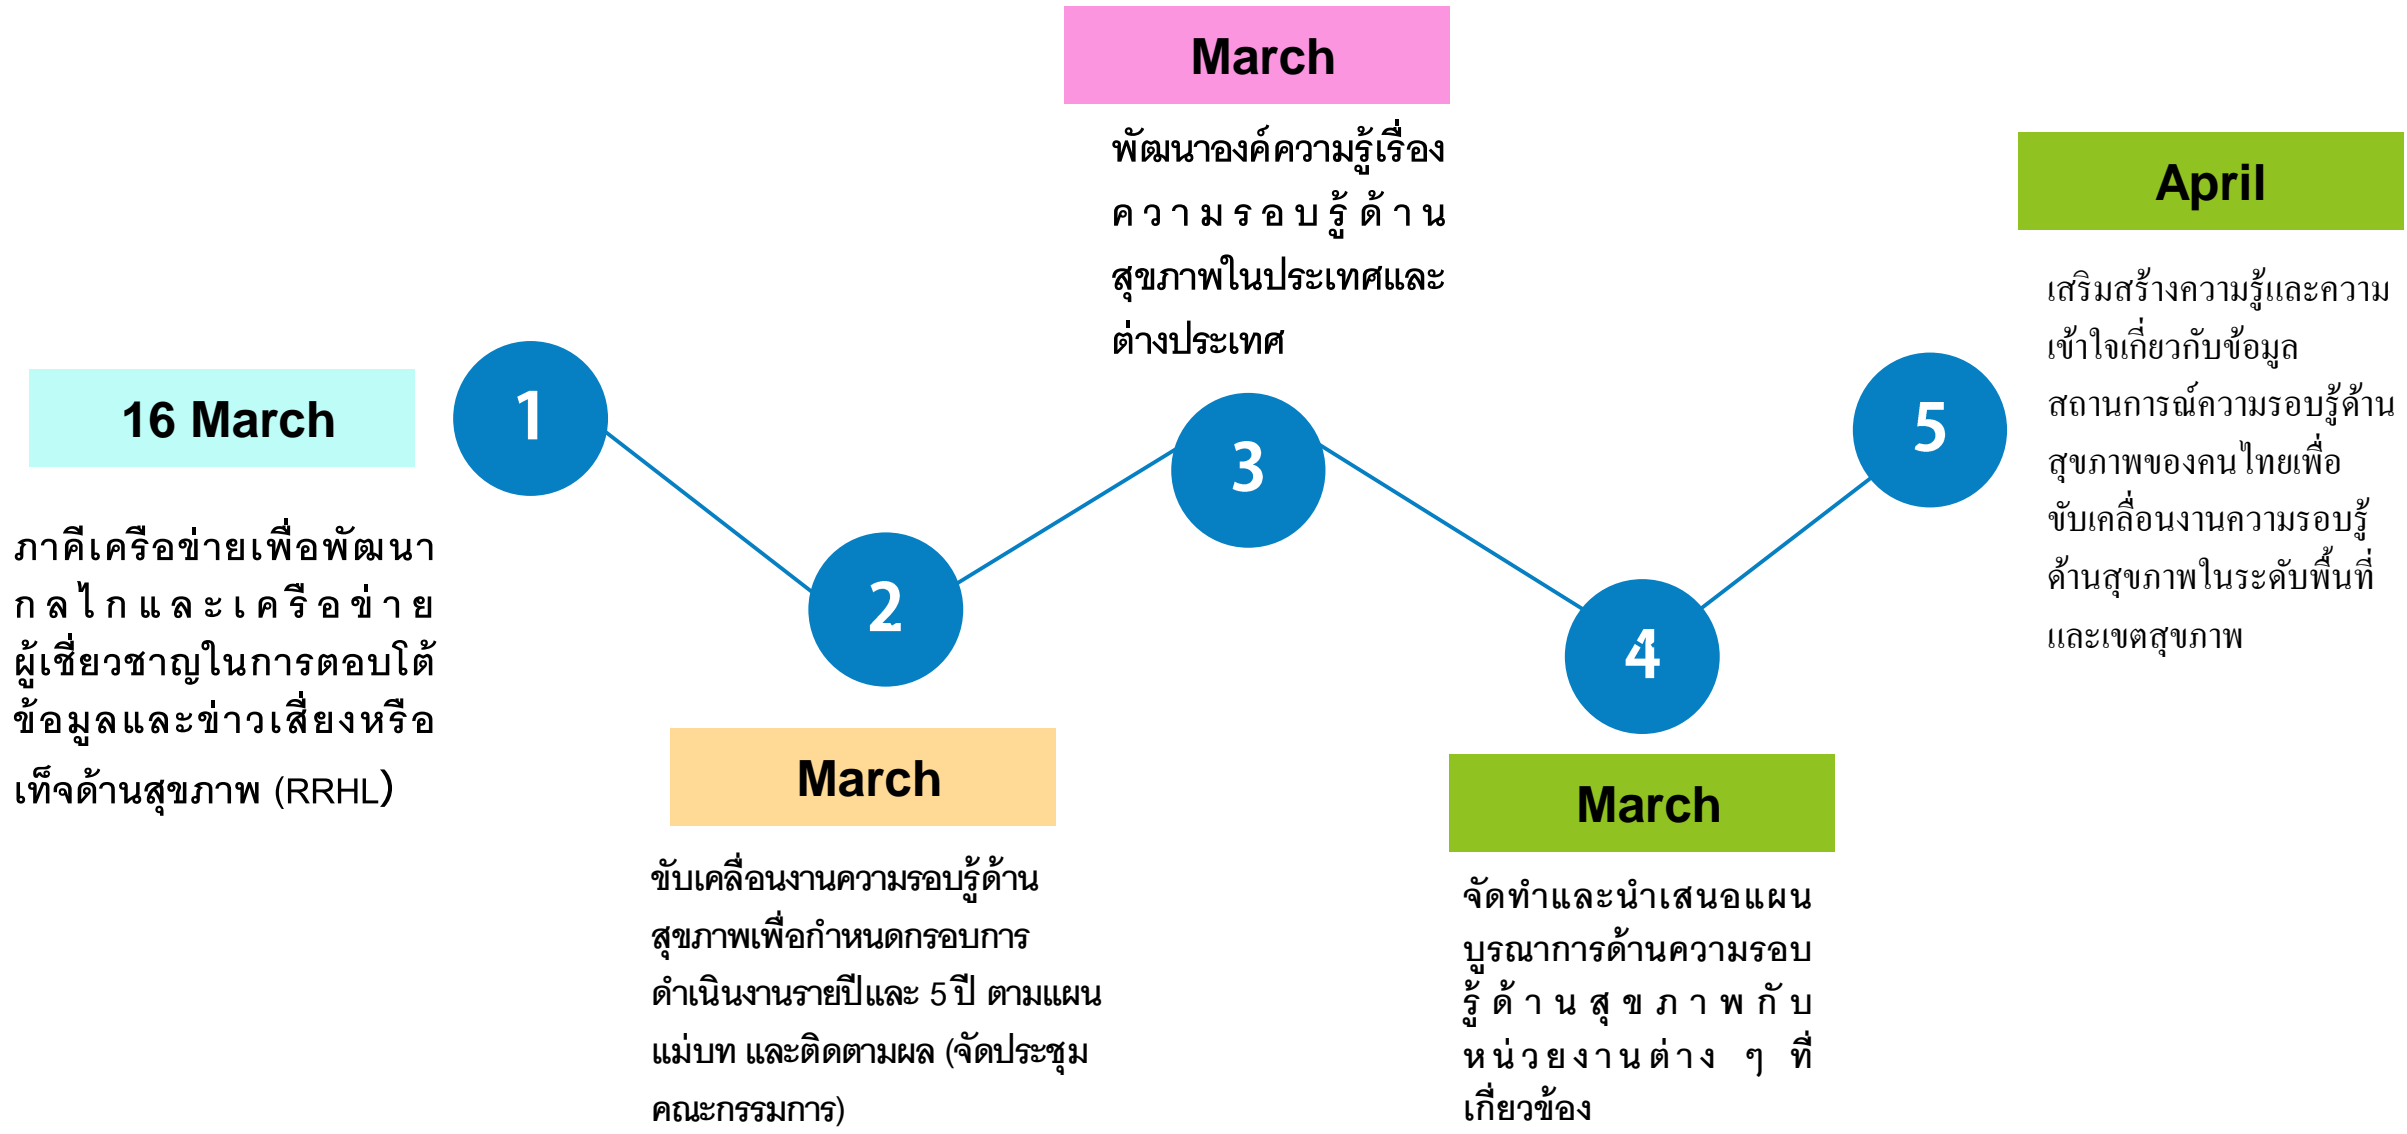 16 March
1
ภาคีเครือข่ายเพื่อพัฒนา
กลไกและเครือข่าย
ผู้เชี่ยวชาญในการตอบโต้
ข้อมูลและข่าวเสี่ยงหรือ
เท็จด้านสุขภาพ (RRHL)
2
March
ขับเคลื่อนงานความรอบรู้ด้าน
สุขภาพเพื่อกำหนดกรอบการ
ดำเนินงานรายปีและ 5 ปี ตามแผน
แม่บท และติดตามผล (จัดประชุม
คณะกรรมการ)
March
พัฒนาองค์ความรู้เรื่อง
ความรอบรู้ด้าน
สุขภาพในประเทศและ
ต่างประเทศ
3
4
March
จัดทำและนำเสนอแผน
บูรณาการด้านความรอบ
รู้ด้านสุขภาพกับ
หน่วยงานต่าง ๆ ที่
เกี่ยวข้อง
5
April
เสริมสร้างความรู้และความ
เข้าใจเกี่ยวกับข้อมูล
สถานการณ์ความรอบรู้ด้าน
สุขภาพของคนไทยเพื่อ
ขับเคลื่อนงานความรอบรู้
ด้านสุขภาพในระดับพื้นที่
และเขตสุขภาพ